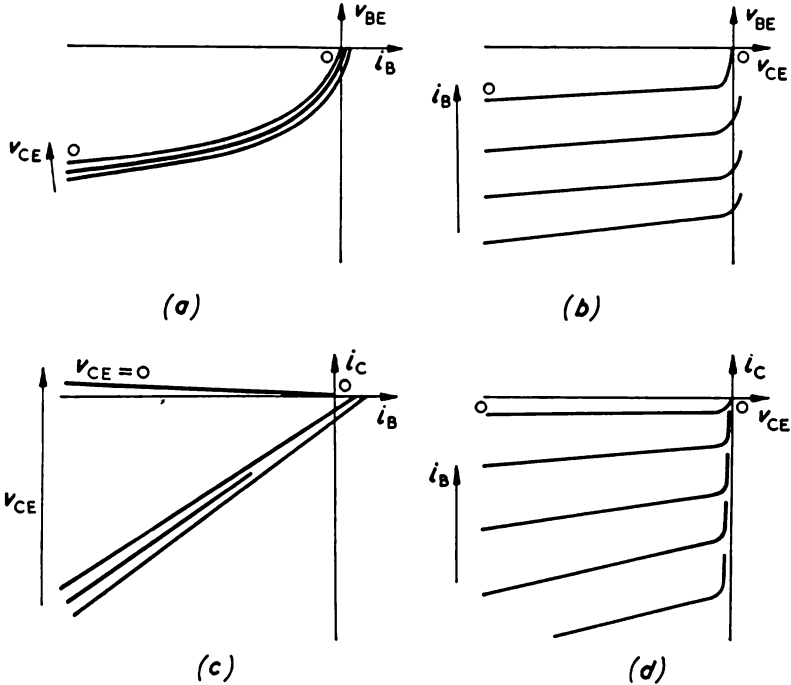 v_BE
O
i_B
v_CE
O
(a)
v_BE
O
v_CE
O
i_B
(b)
i_C
v_CE = O
O
i_B
v_CE
(c)
i_C
O
O
v_CE
i_B
(d)